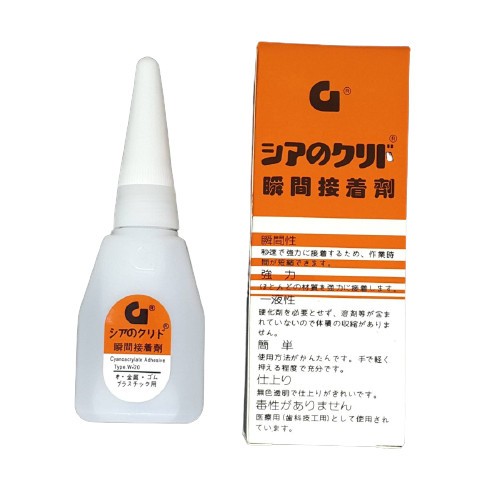 シアのクリト®
瞬間接着劑
Cyanoacrylate Adhesive
Type W-20
木・金属・ゴム
プラスチック用
®
シアのクリト®
瞬間接着劑
瞬間性
秒速で強力に接着するため、作業時
間が短縮できます。
強 力
ほとんどの材質を強力に接着します。
一液性
硬化剤を必要とせず、溶剤等が含ま
れていないので体積の収縮がありま
せん。
簡 単
使用方法がかんたんです。手で軽く
押える程度で充分です。
仕上り
無色透明で仕上りがきれいです。
毒性がありません
医療用(歯科技工用)として使用され
ています。